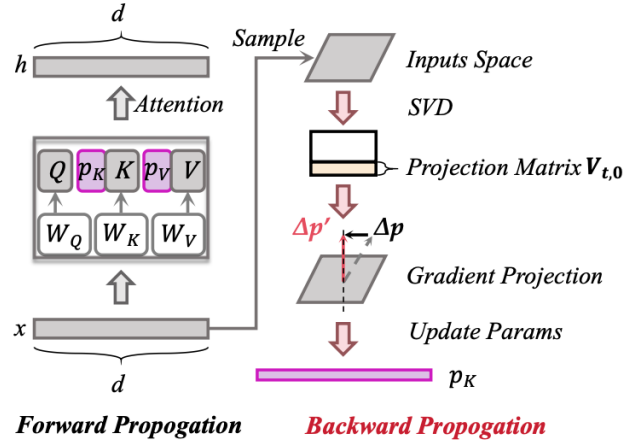 d
h
Attention
Q p_K K p_V V
W_Q W_K W_V
x
d
Forward Propogation
Sample
Inputs Space
SVD
Projection Matrix V_{t,0}
Δp′ Δp
Gradient Projection
Update Params
p_K
Backward Propogation